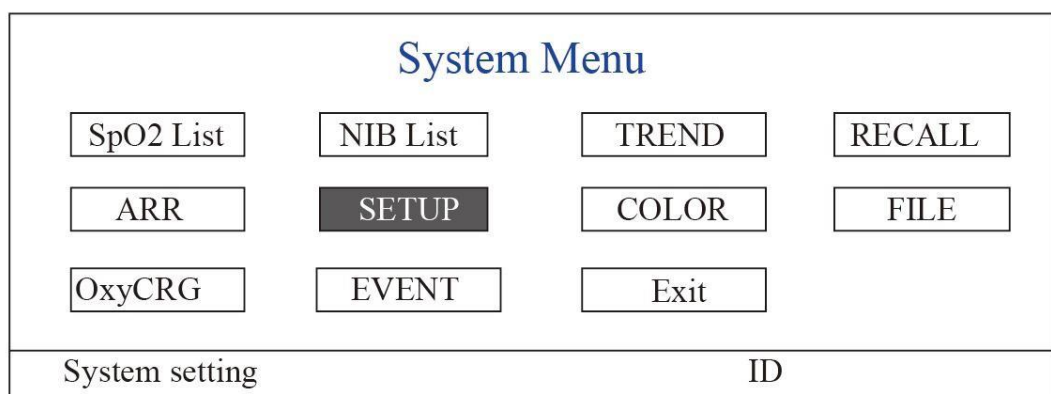 System Menu
SpO2 List NIB List TREND RECALL
ARR SETUP COLOR FILE
OxyCRG EVENT Exit
System setting ID